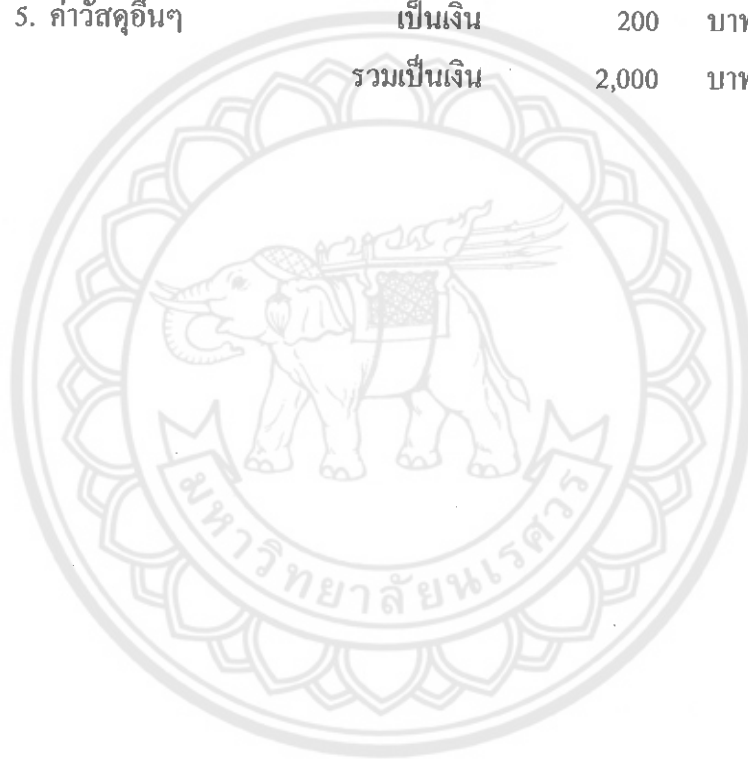 5. ค่าวัสดุอื่นๆ เป็นเงิน 200 บาท
รวมเป็นเงิน 2,000 บาท
มหาวิทยาลัยนเรศวร